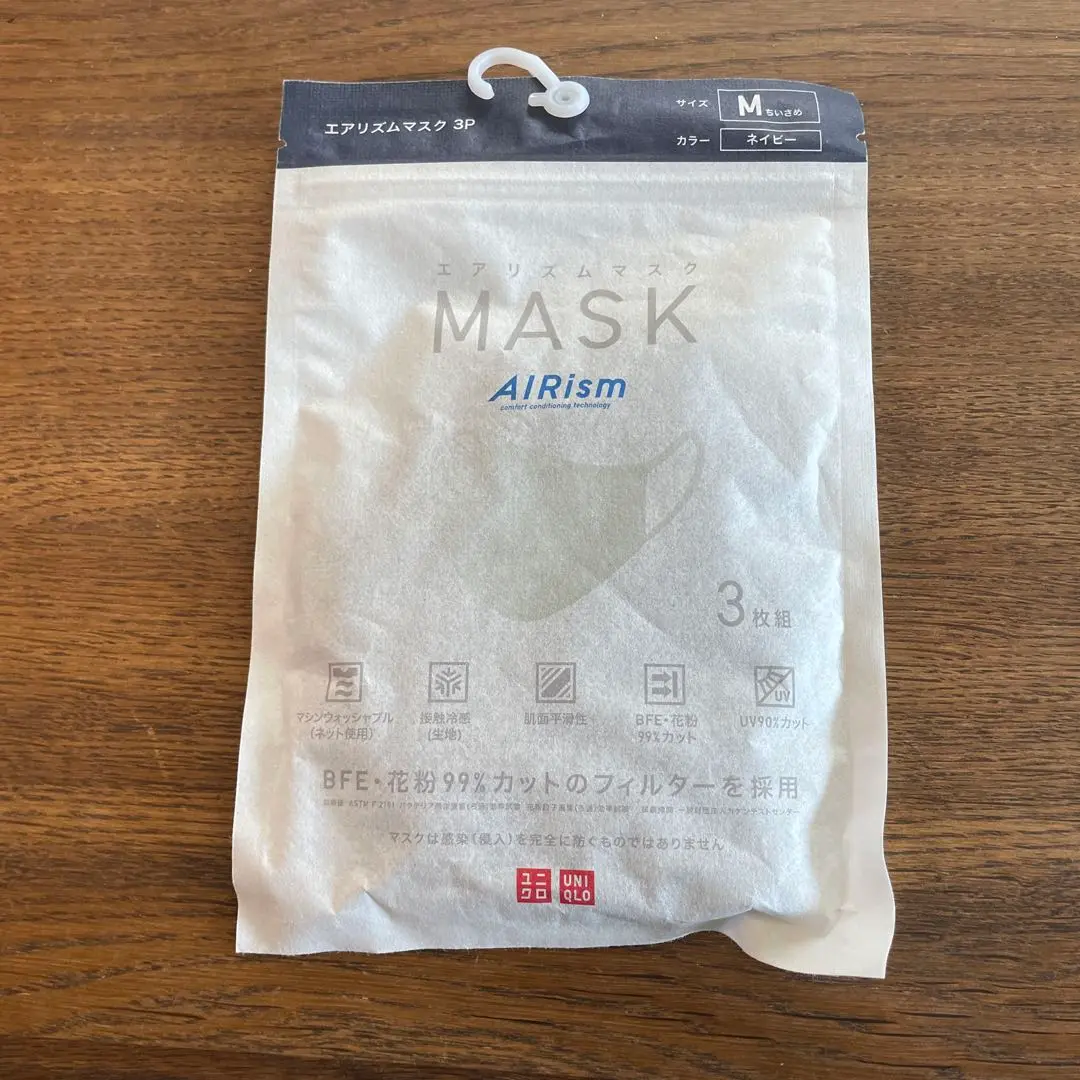 エアリズムマスク 3P
サイズ M ちいさめ
カラー ネイビー
エアリズムマスク
MASK
AIRism
comfort conditioning technology
3枚組
マシンウォッシャブル
(ネット使用)
接触冷感
(生地)
肌面平滑性
BFE・花粉
99%カット
UV
UV90%カット
BFE・花粉99%カットのフィルターを採用
マスクは感染(侵入)を完全に防ぐものではありません
ユニ
クロ
UNI
QLO